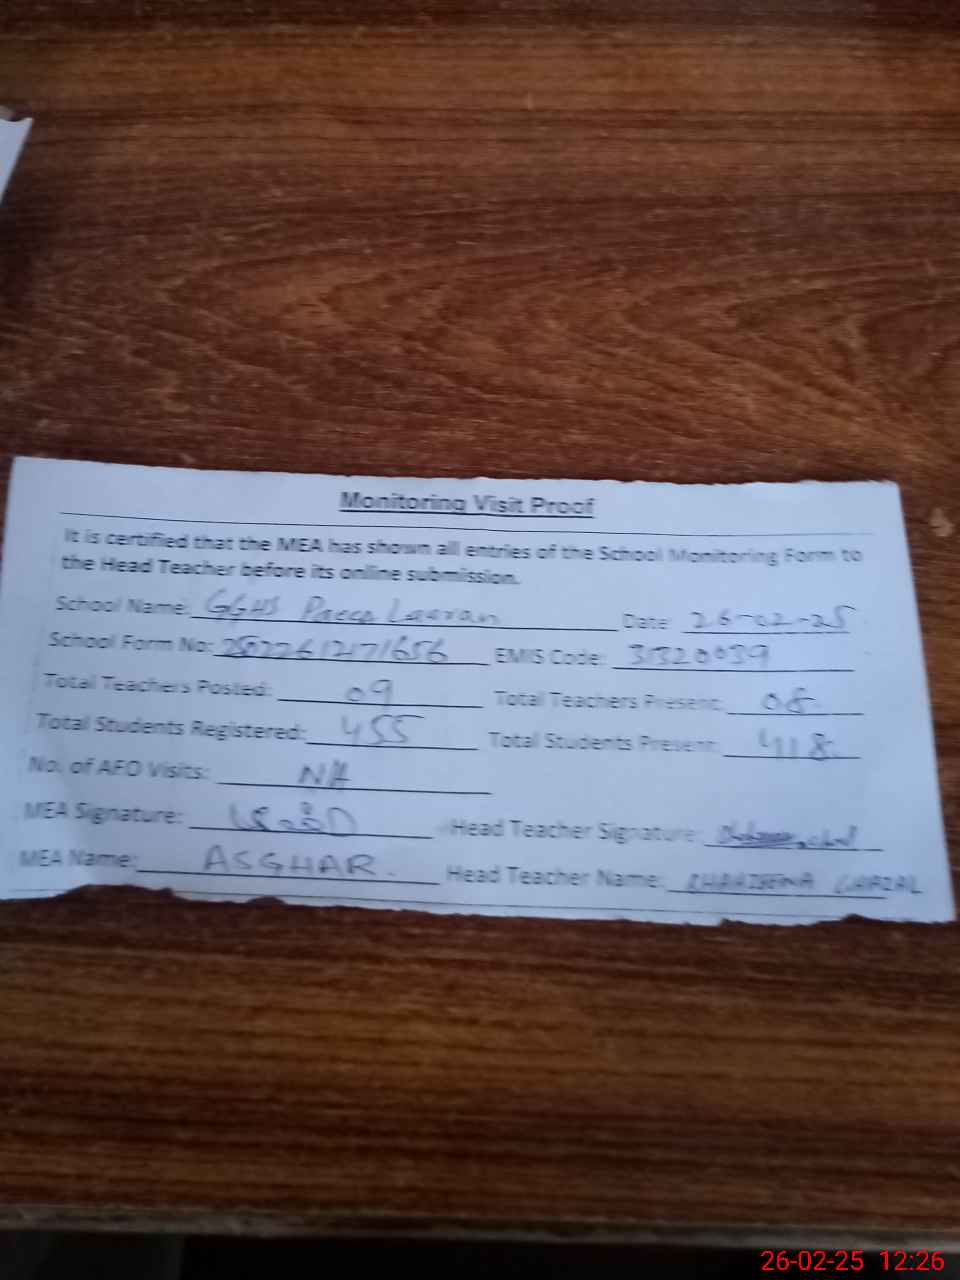 Monitoring Visit Proof
It is certified that the MEA has shown all entries of the School Monitoring Form to
the Head Teacher before its online submission.
School Name: GGHS Date: 26-02-25
School Form No: EMIS Code: 31320039
Total Teachers Posted: 09 Total Teachers Present: 08
Total Students Registered: 455 Total Students Present: 418
No. of AFO Visits: NA
MEA Signature: Head Teacher Signature:
MEA Name: ASGHAR. Head Teacher Name:
26-02-25 12:26